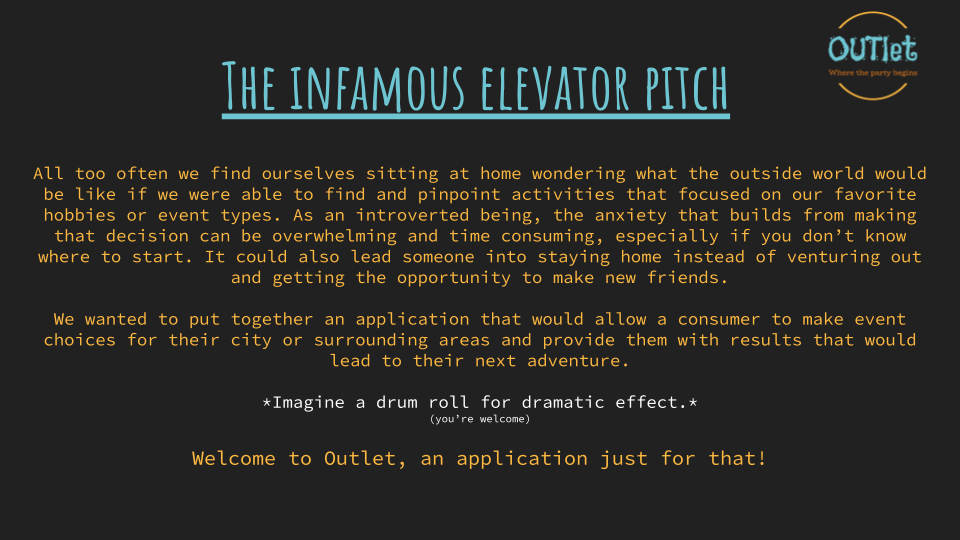 OUTlet
Where the party begins
The infamous elevator pitch
All too often we find ourselves sitting at home wondering what the outside world would
be like if we were able to find and pinpoint activities that focused on our favorite
hobbies or event types. As an introverted being, the anxiety that builds from making
that decision can be overwhelming and time consuming, especially if you don’t know
where to start. It could also lead someone into staying home instead of venturing out
and getting the opportunity to make new friends.
We wanted to put together an application that would allow a consumer to make event
choices for their city or surrounding areas and provide them with results that would
lead to their next adventure.
*Imagine a drum roll for dramatic effect.*
(you’re welcome)
Welcome to Outlet, an application just for that!